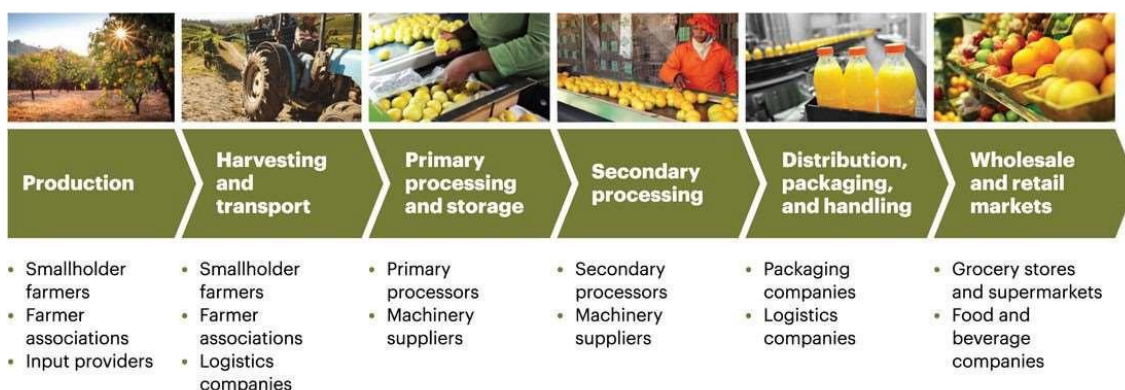 Production
Harvesting
and
transport
Primary
processing
and storage
Secondary
processing
Distribution,
packaging,
and handling
Wholesale
and retail
markets
• Smallholder
farmers
• Farmer
associations
• Input providers
• Smallholder
farmers
• Farmer
associations
• Logistics
companies
• Primary
processors
• Machinery
suppliers
• Secondary
processors
• Machinery
suppliers
• Packaging
companies
• Logistics
companies
• Grocery stores
and supermarkets
• Food and
beverage
companies